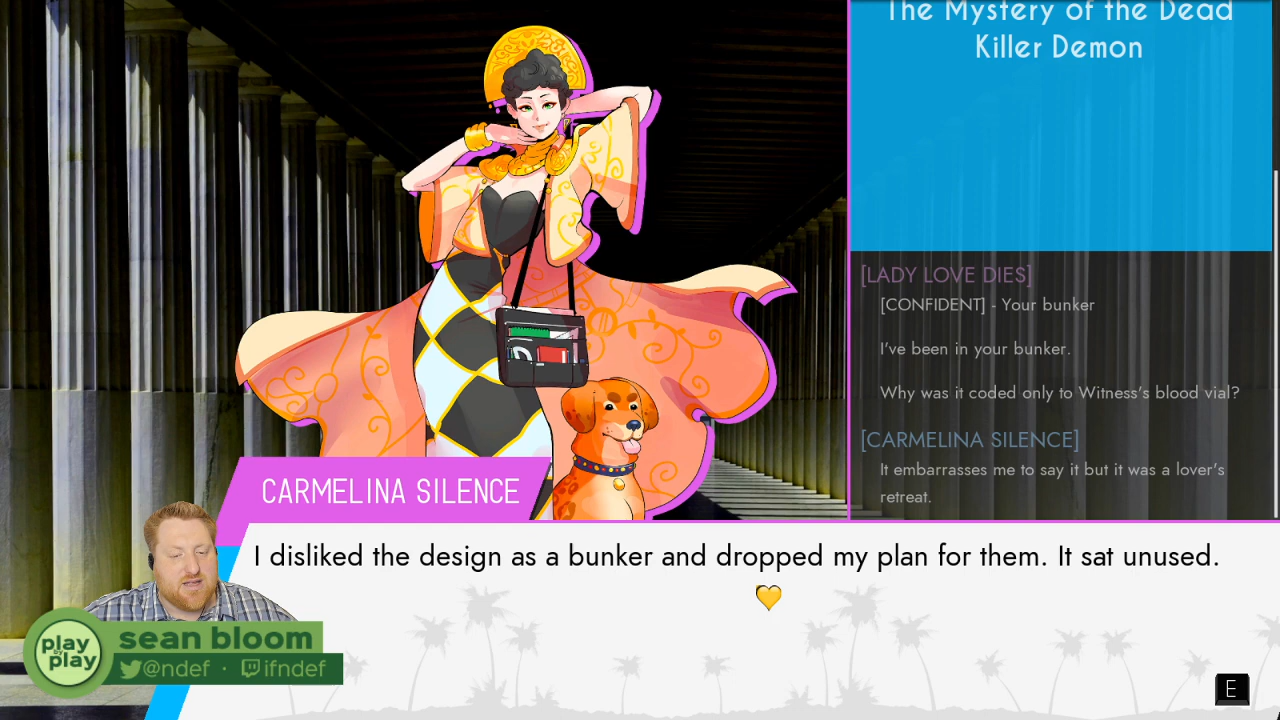 The Mystery of the Dead
Killer Demon
[LADY LOVE DIES]
[CONFIDENT] - Your bunker
I've been in your bunker.
Why was it coded only to Witness's blood vial?
[CARMELINA SILENCE]
It embarrasses me to say it but it was a lover's
retreat.
CARMELINA SILENCE
I disliked the design as a bunker and dropped my plan for them. It sat unused.
play
by
play
sean bloom
@ndef · ifndef
E